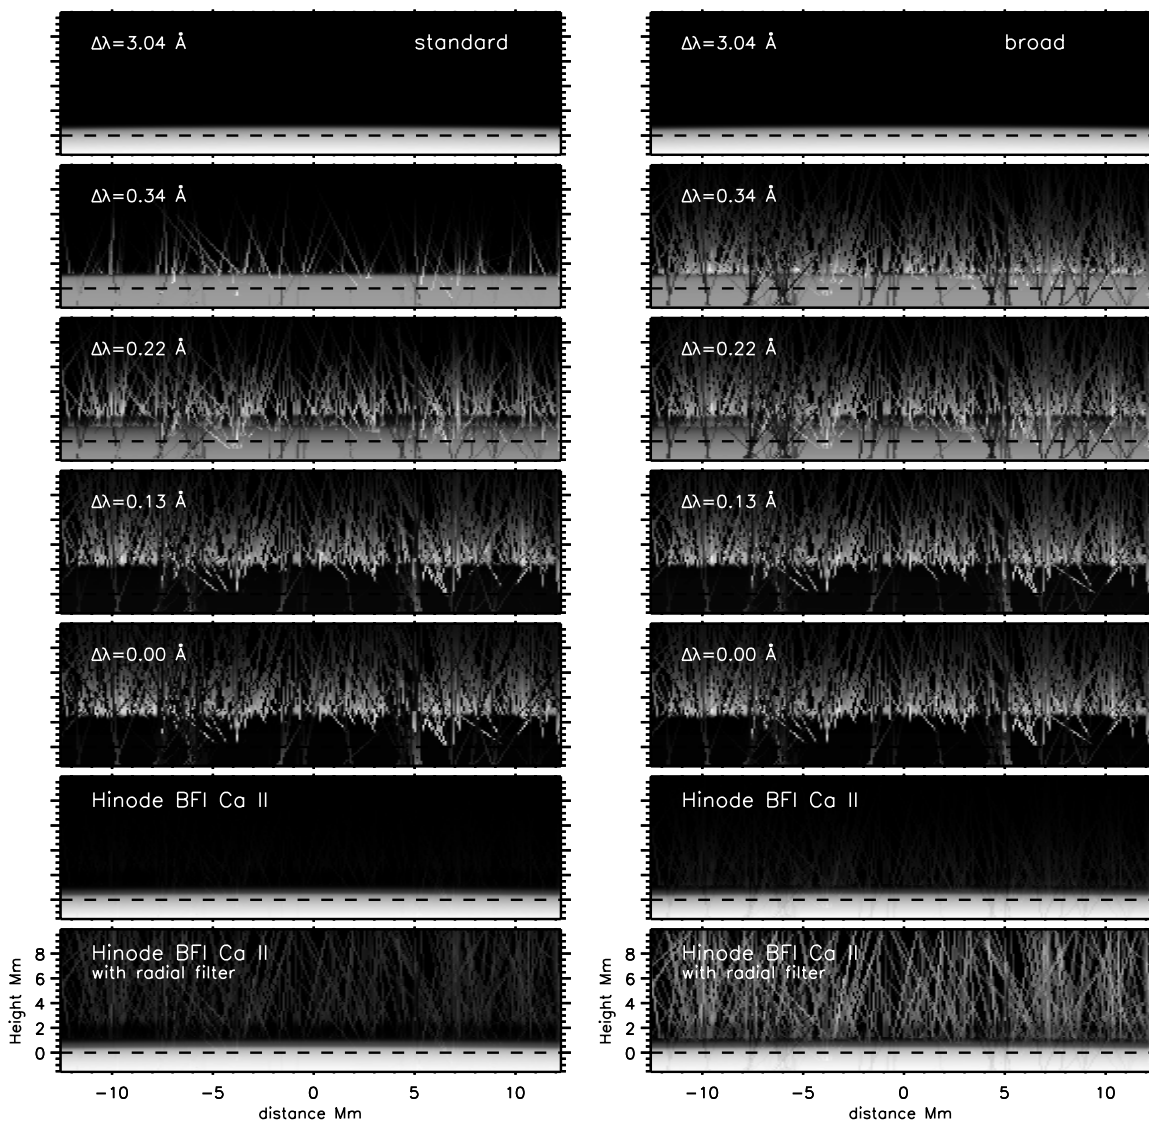 Δλ=3.04 Å standard
Δλ=3.04 Å broad
Δλ=0.34 Å
Δλ=0.34 Å
Δλ=0.22 Å
Δλ=0.22 Å
Δλ=0.13 Å
Δλ=0.13 Å
Δλ=0.00 Å
Δλ=0.00 Å
Hinode BFI Ca II
Hinode BFI Ca II
Hinode BFI Ca II
with radial filter
Hinode BFI Ca II
with radial filter
8
6
4
2
0
Height Mm
8
6
4
2
0
Height Mm
−10 −5 0 5 10
distance Mm
−10 −5 0 5 10
distance Mm